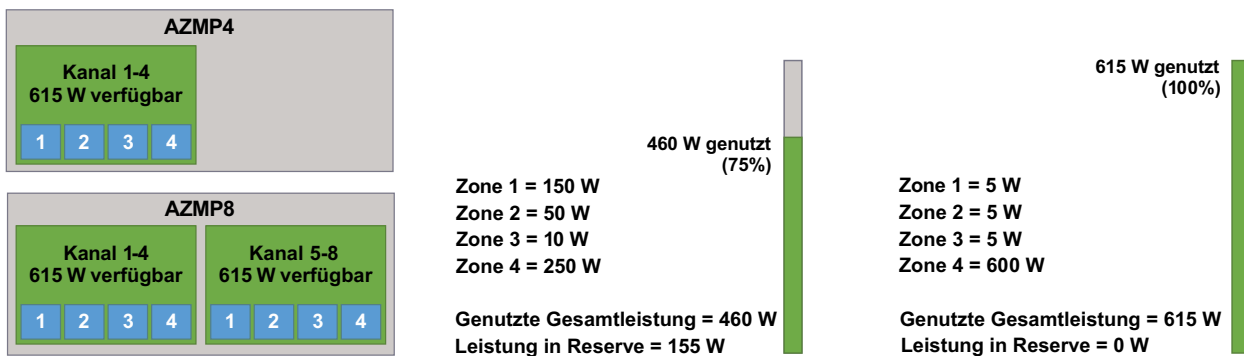 AZMP4
Kanal 1-4
615 W verfügbar
1 2 3 4
AZMP8
Kanal 1-4
615 W verfügbar
1 2 3 4
Kanal 5-8
615 W verfügbar
1 2 3 4
460 W genutzt
(75%)
Zone 1 = 150 W
Zone 2 = 50 W
Zone 3 = 10 W
Zone 4 = 250 W
Genutzte Gesamtleistung = 460 W
Leistung in Reserve = 155 W
615 W genutzt
(100%)
Zone 1 = 5 W
Zone 2 = 5 W
Zone 3 = 5 W
Zone 4 = 600 W
Genutzte Gesamtleistung = 615 W
Leistung in Reserve = 0 W